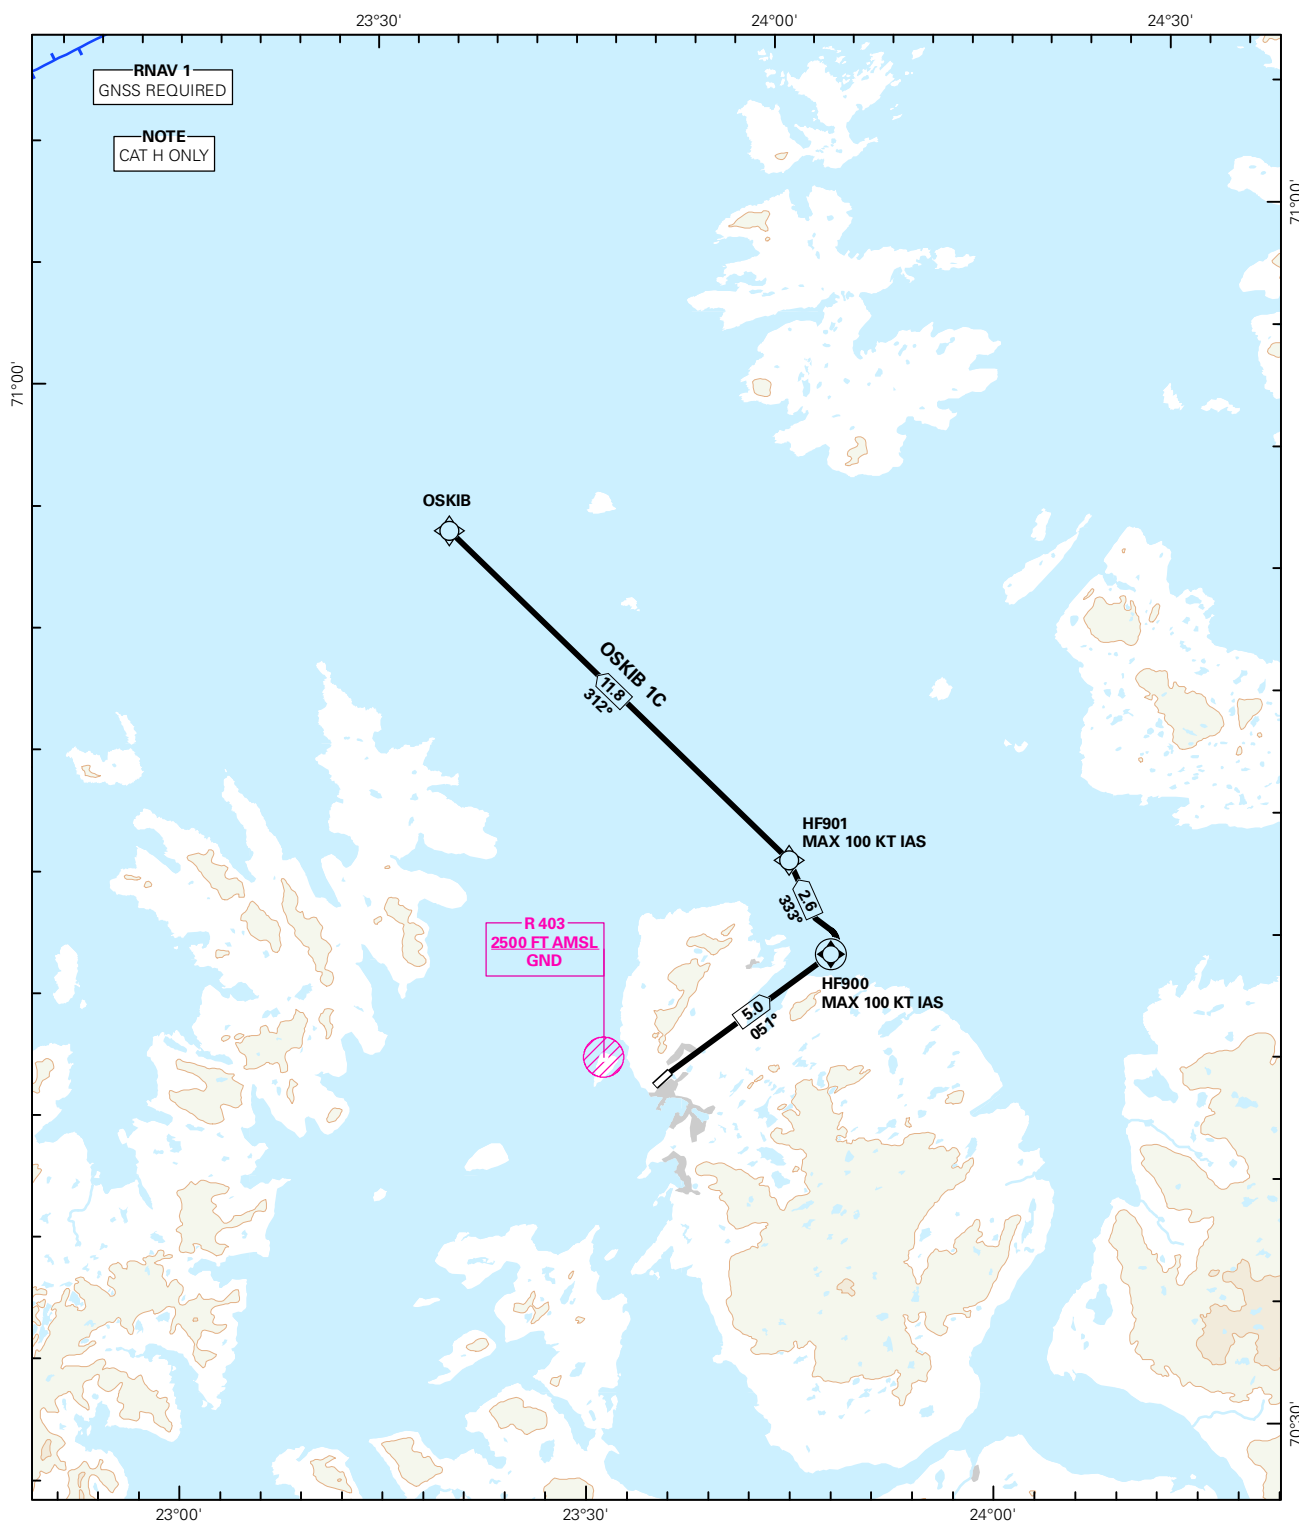 23°30'
24°00'
24°30'
RNAV 1
GNSS REQUIRED
NOTE
CAT H ONLY
71°00'
71°00'
OSKIB
OSKIB 1C
11.8
312°
HF901
MAX 100 KT IAS
2.6
333°
R 403
2500 FT AMSL
GND
HF900
MAX 100 KT IAS
5.0
051°
70°30'
23°00'
23°30'
24°00'